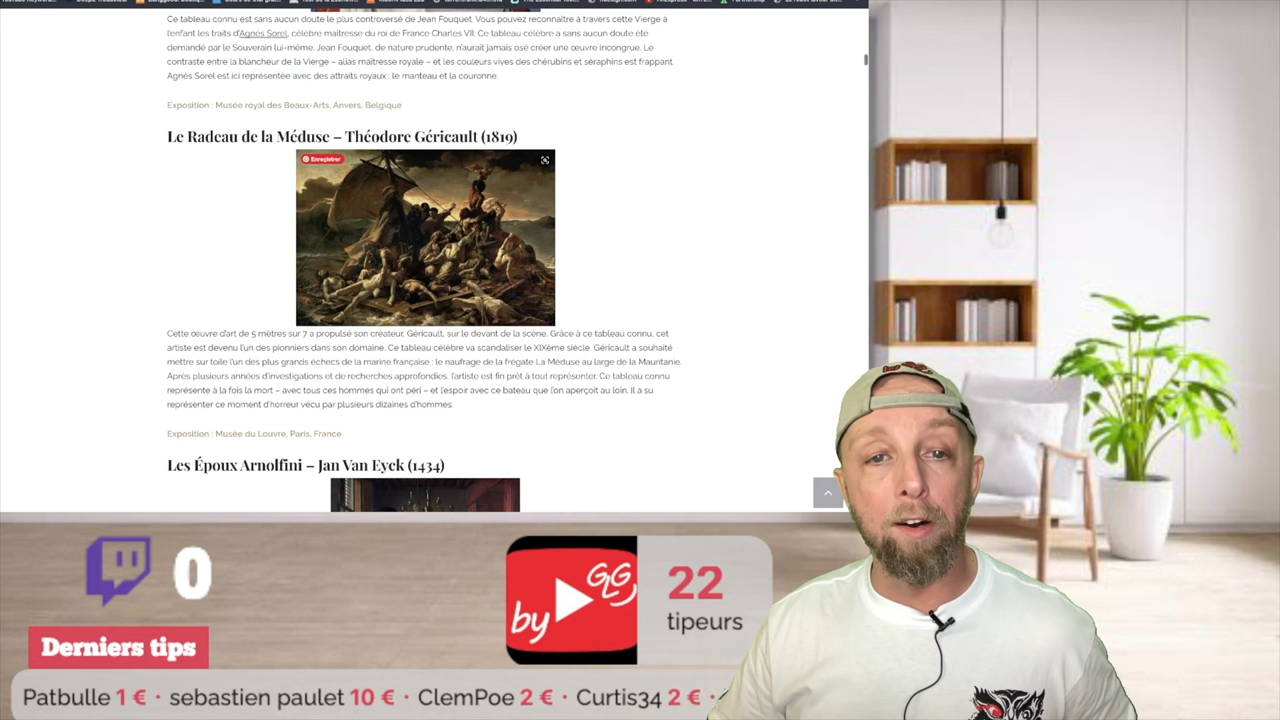 Ce tableau connu est sans aucun doute le plus controversé de Jean Fouquet. Vous pouvez reconnaître à travers cette Vierge à
l'enfant les traits d'Agnès Sorel, célèbre maîtresse du roi de France Charles VII. Ce tableau célèbre a sans aucun doute été
demandé par le Souverain lui-même. Jean Fouquet, de nature prudente, n'aurait jamais osé créer une œuvre incongrue. Le
contraste entre la blancheur de la Vierge – alias maîtresse royale – et les couleurs vives des chérubins et séraphins est frappant.
Agnès Sorel est ici représentée avec des attraits royaux : le manteau et la couronne.
Exposition : Musée royal des Beaux-Arts, Anvers, Belgique
Le Radeau de la Méduse – Théodore Géricault (1819)
Enregistrer
Cette œuvre d'art de 5 mètres sur 7 a propulsé son créateur, Géricault, sur le devant de la scène. Grâce à ce tableau connu, cet
artiste est devenu l'un des pionniers dans son domaine. Ce tableau célèbre va scandaliser le XIXème siècle. Géricault a souhaité
mettre sur toile l'un des plus grands échecs de la marine française : le naufrage de la frégate La Méduse au large de la Mauritanie.
Après plusieurs années d'investigations et de recherches approfondies, l'artiste est fin prêt à tout représenter. Ce tableau connu
représente à la fois la mort – avec tous ces hommes qui ont péri – et l'espoir avec ce bateau que l'on aperçoit au loin. Il a su
représenter ce moment d'horreur vécu par plusieurs dizaines d'hommes.
Exposition : Musée du Louvre, Paris, France
Les Époux Arnolfini – Jan Van Eyck (1434)
0
by GLG
22
tipeurs
Derniers tips
Patbulle 1 € · sebastien paulet 10 € · ClemPoe 2 € · Curtis34 2 € ·